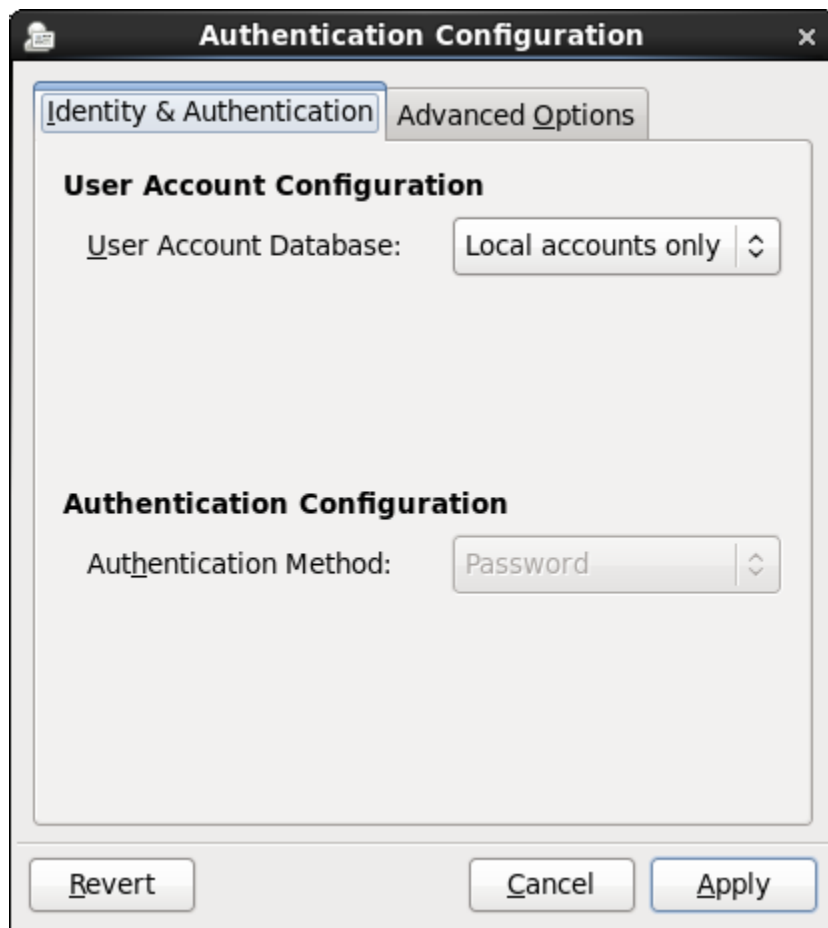 Authentication Configuration
Identity & Authentication Advanced Options
User Account Configuration
User Account Database: Local accounts only
Authentication Configuration
Authentication Method: Password
Revert Cancel Apply